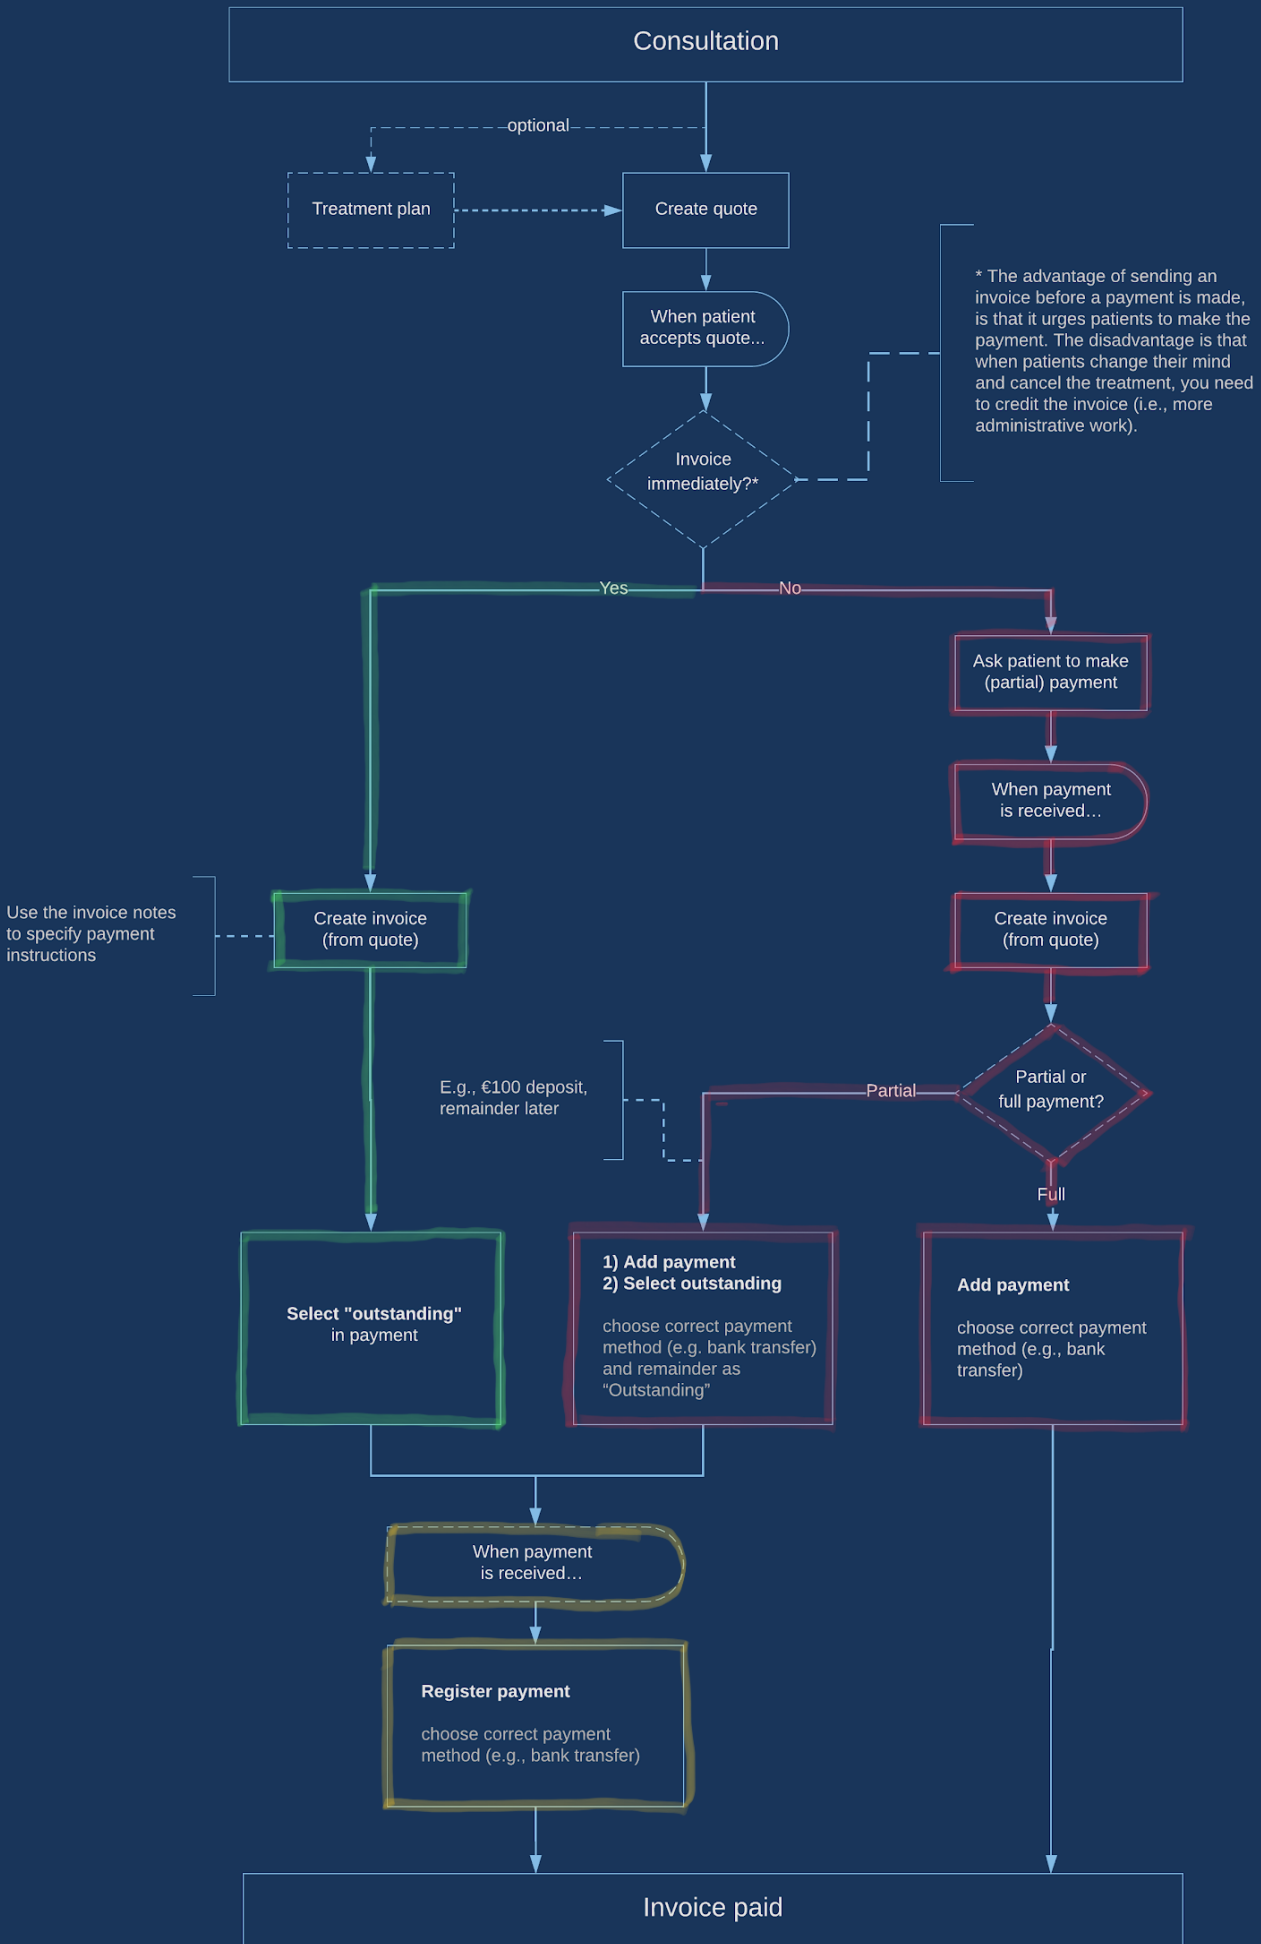 Consultation
optional
Treatment plan
Create quote
When patient
accepts quote...
* The advantage of sending an
invoice before a payment is made,
is that it urges patients to make the
payment. The disadvantage is that
when patients change their mind
and cancel the treatment, you need
to credit the invoice (i.e., more
administrative work).
Invoice
immediately?*
Yes
No
Ask patient to make
(partial) payment
When payment
is received…
Use the invoice notes
to specify payment
instructions
Create invoice
(from quote)
Create invoice
(from quote)
E.g., €100 deposit,
remainder later
Partial
Partial or
full payment?
Full
Select "outstanding"
in payment
1) Add payment
2) Select outstanding
choose correct payment
method (e.g. bank transfer)
and remainder as
“Outstanding”
Add payment
choose correct payment
method (e.g., bank
transfer)
When payment
is received…
Register payment
choose correct payment
method (e.g., bank transfer)
Invoice paid